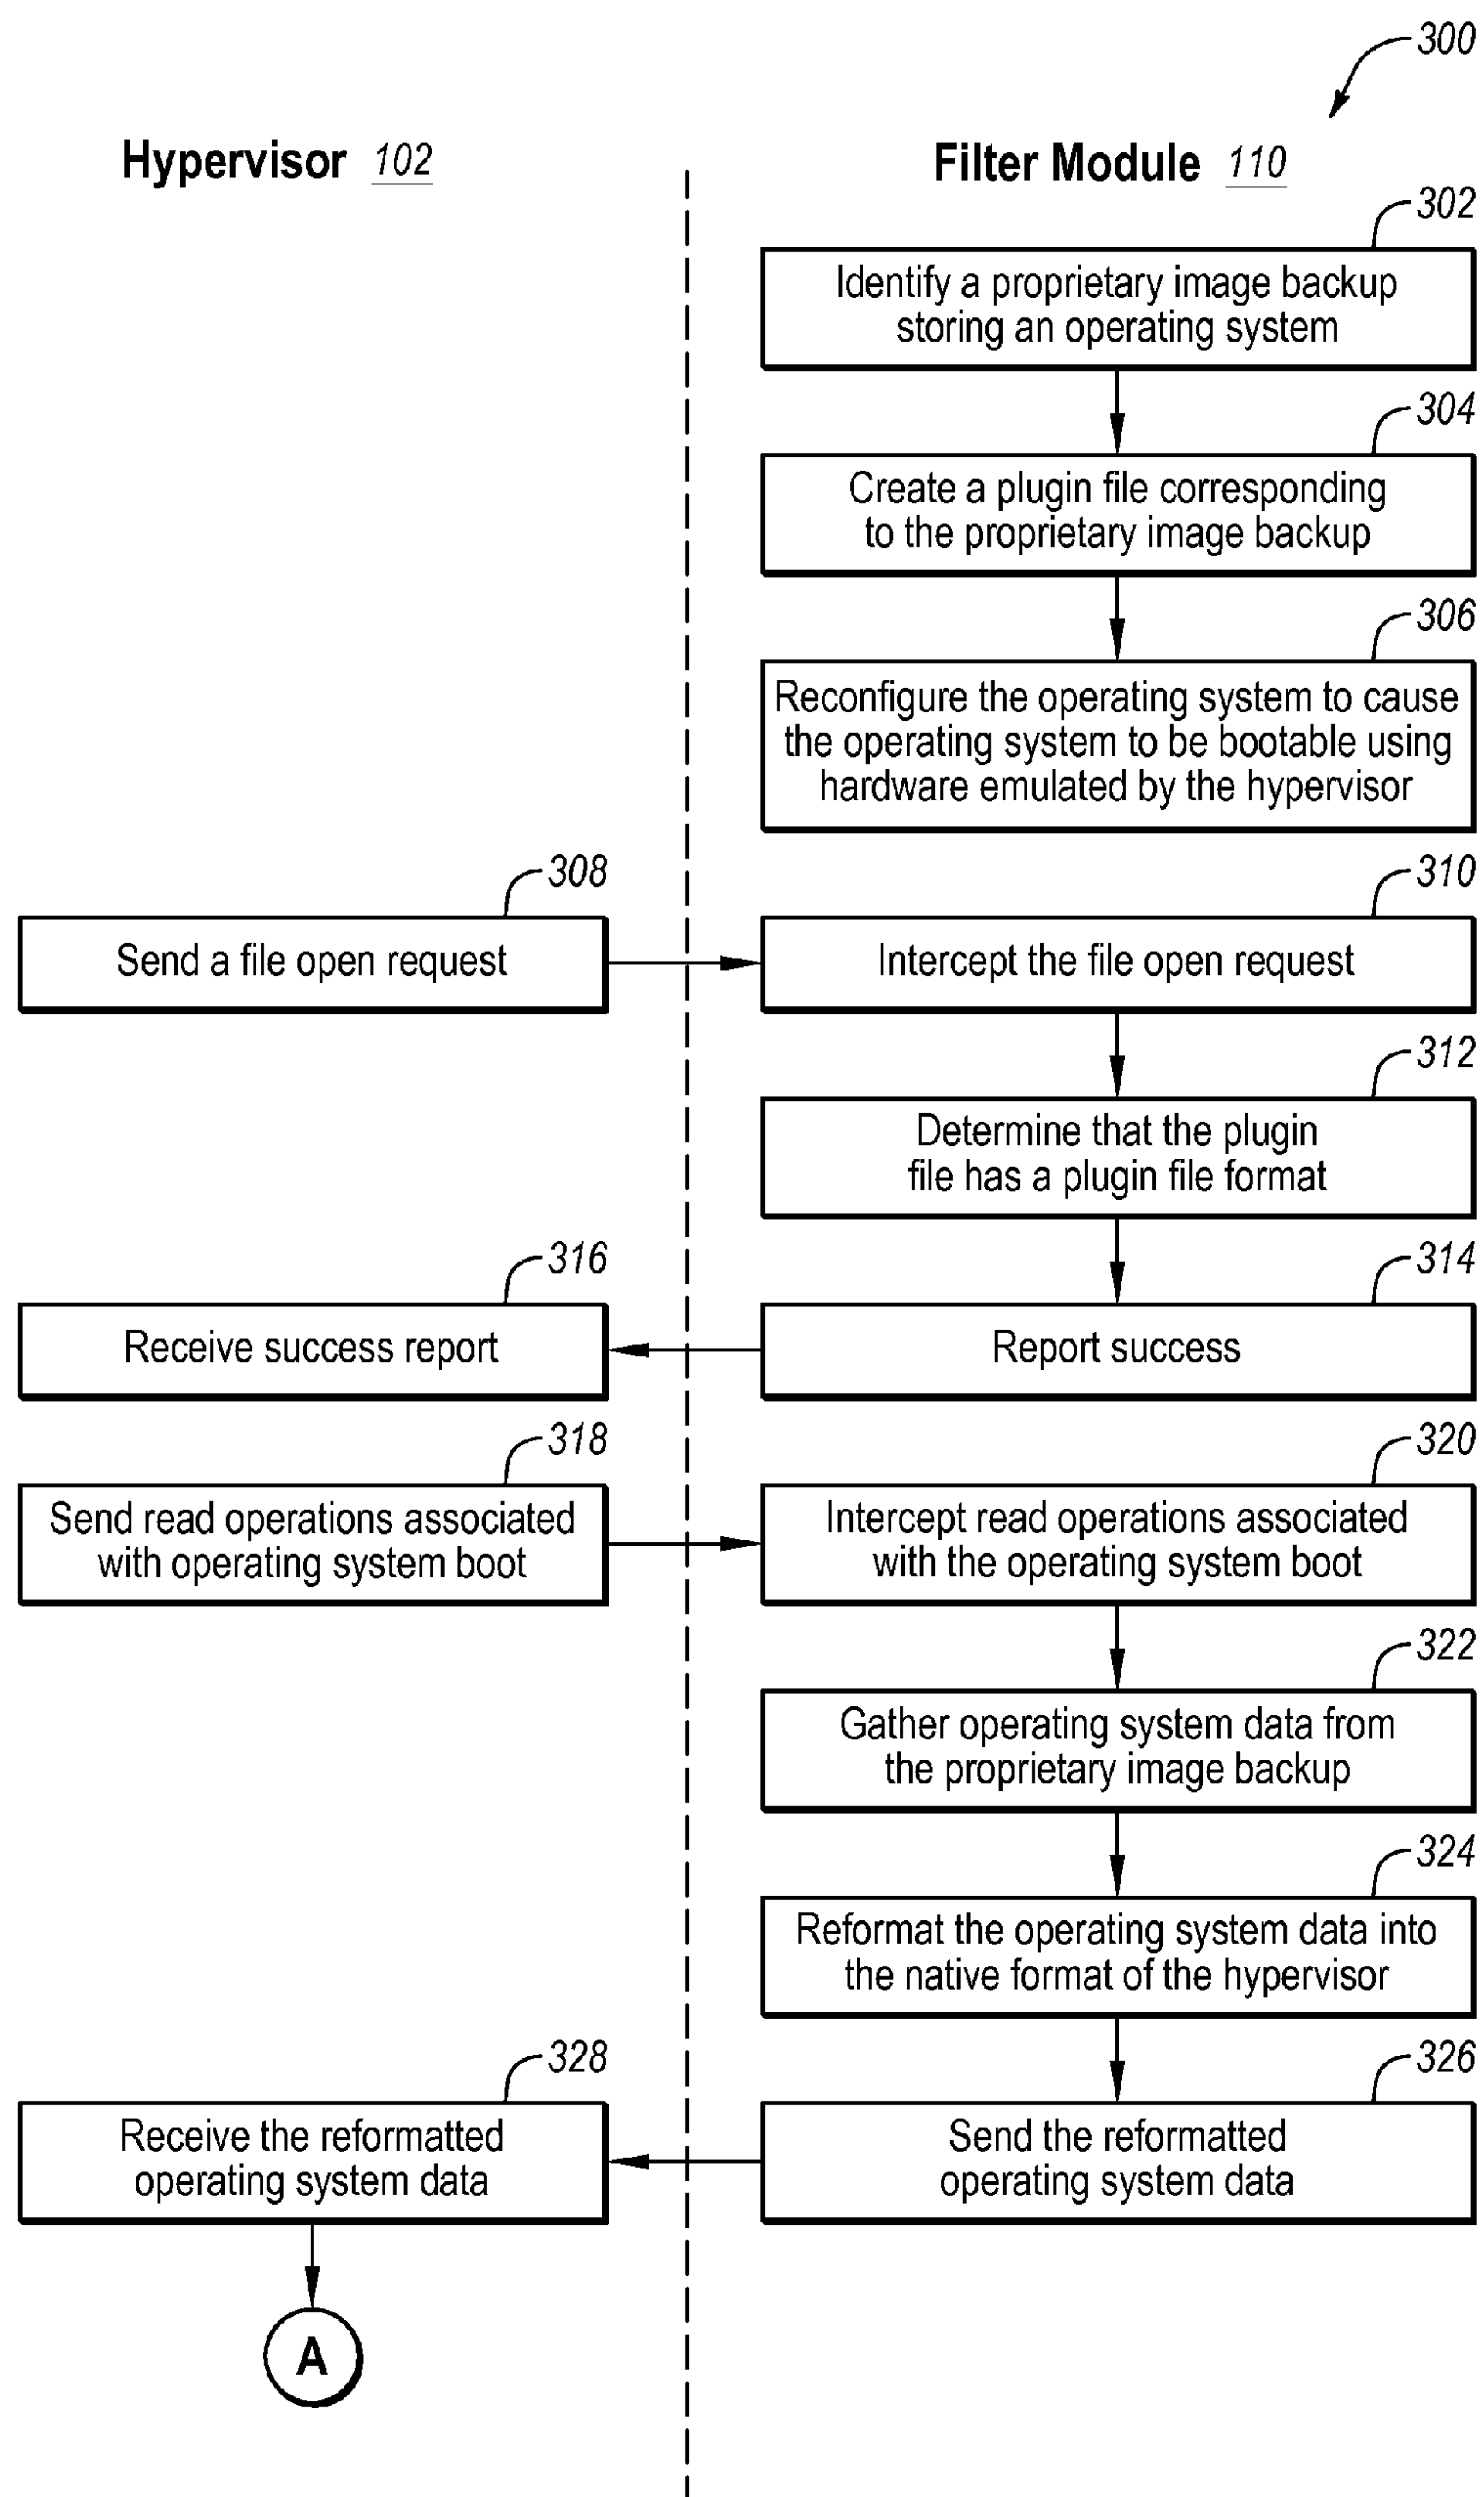 300
Hypervisor 102
Filter Module 110
302
Identify a proprietary image backup
storing an operating system
304
Create a plugin file corresponding
to the proprietary image backup
306
Reconfigure the operating system to cause
the operating system to be bootable using
hardware emulated by the hypervisor
308
Send a file open request
310
Intercept the file open request
312
Determine that the plugin
file has a plugin file format
316
Receive success report
314
Report success
318
Send read operations associated
with operating system boot
320
Intercept read operations associated
with the operating system boot
322
Gather operating system data from
the proprietary image backup
324
Reformat the operating system data into
the native format of the hypervisor
328
Receive the reformatted
operating system data
326
Send the reformatted
operating system data
A